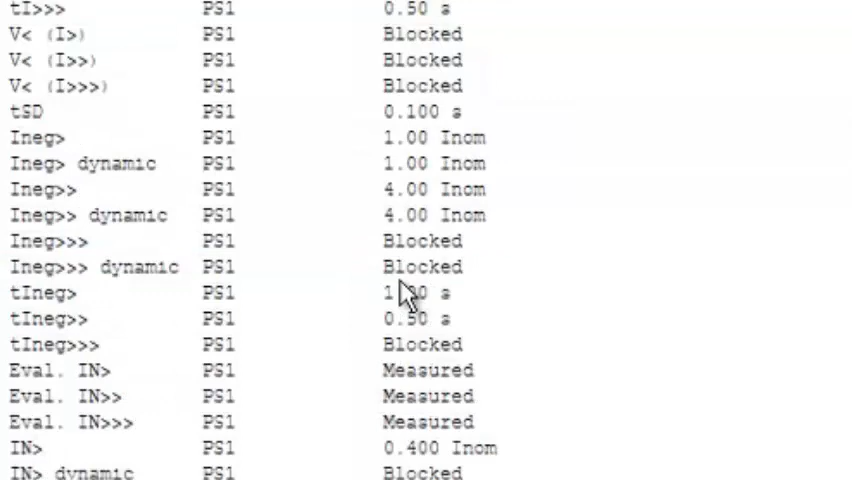 tI>>> PS1 0.50 s
V< (I>) PS1 Blocked
V< (I>>) PS1 Blocked
V< (I>>>) PS1 Blocked
tSD PS1 0.100 s
Ineg> PS1 1.00 Inom
Ineg> dynamic PS1 1.00 Inom
Ineg>> PS1 4.00 Inom
Ineg>> dynamic PS1 4.00 Inom
Ineg>>> PS1 Blocked
Ineg>>> dynamic PS1 Blocked
tIneg> PS1 s
tIneg>> PS1 0.50 s
tIneg>>> PS1 Blocked
Eval. IN> PS1 Measured
Eval. IN>> PS1 Measured
Eval. IN>>> PS1 Measured
IN> PS1 0.400 Inom
IN> dynamic PS1 Blocked